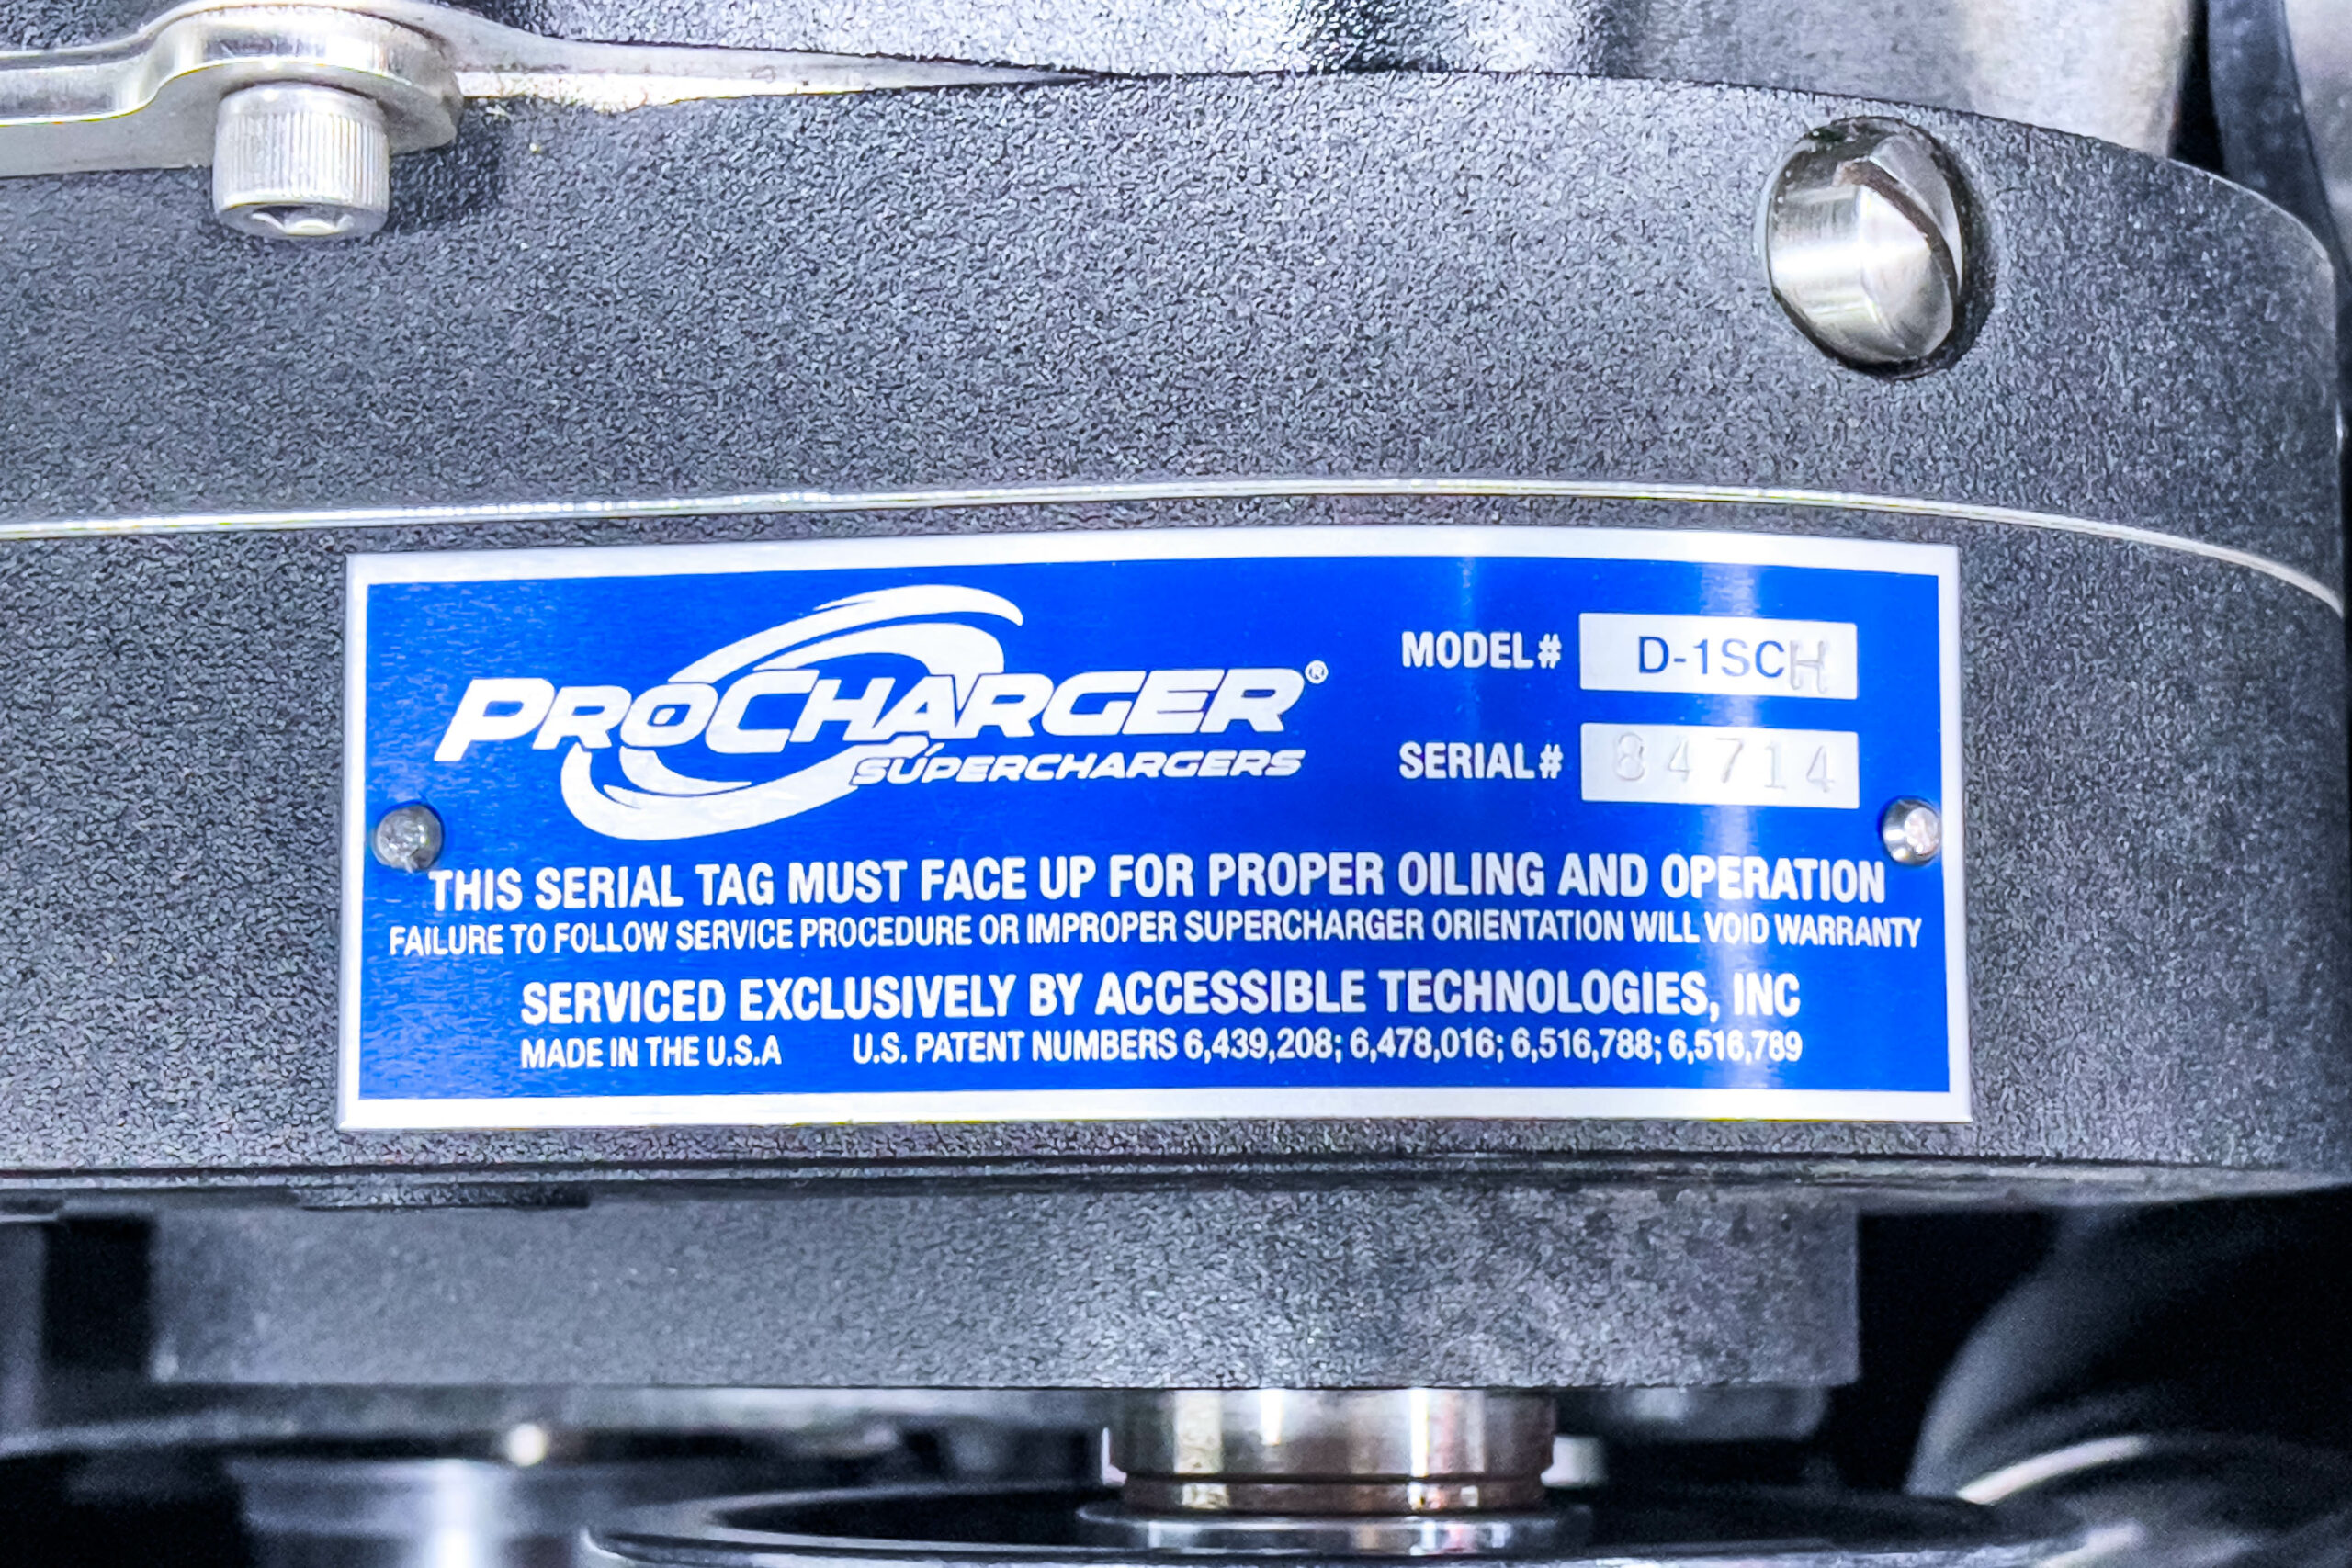 PROCHARGER®
SUPERCHARGERS
MODEL# D-1SCH
SERIAL# 84714
THIS SERIAL TAG MUST FACE UP FOR PROPER OILING AND OPERATION
FAILURE TO FOLLOW SERVICE PROCEDURE OR IMPROPER SUPERCHARGER ORIENTATION WILL VOID WARRANTY
SERVICED EXCLUSIVELY BY ACCESSIBLE TECHNOLOGIES, INC
MADE IN THE U.S.A U.S. PATENT NUMBERS 6,439,208; 6,478,016; 6,516,788; 6,516,789